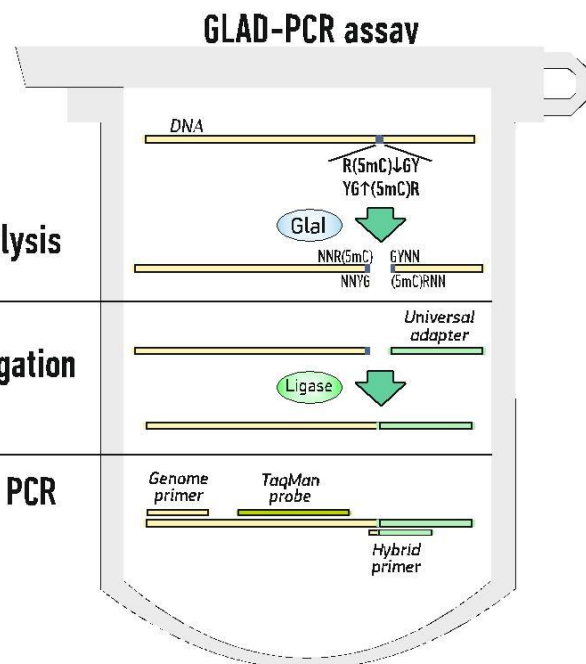 GLAD-PCR assay
DNA
R(5mC)↓GY
YG↑(5mC)R
GlaI
lysis
NNR(5mC) GYNN
NNYG (5mC)RNN
Universal
adapter
gation
Ligase
PCR
Genome
primer
TaqMan
probe
Hybrid
primer